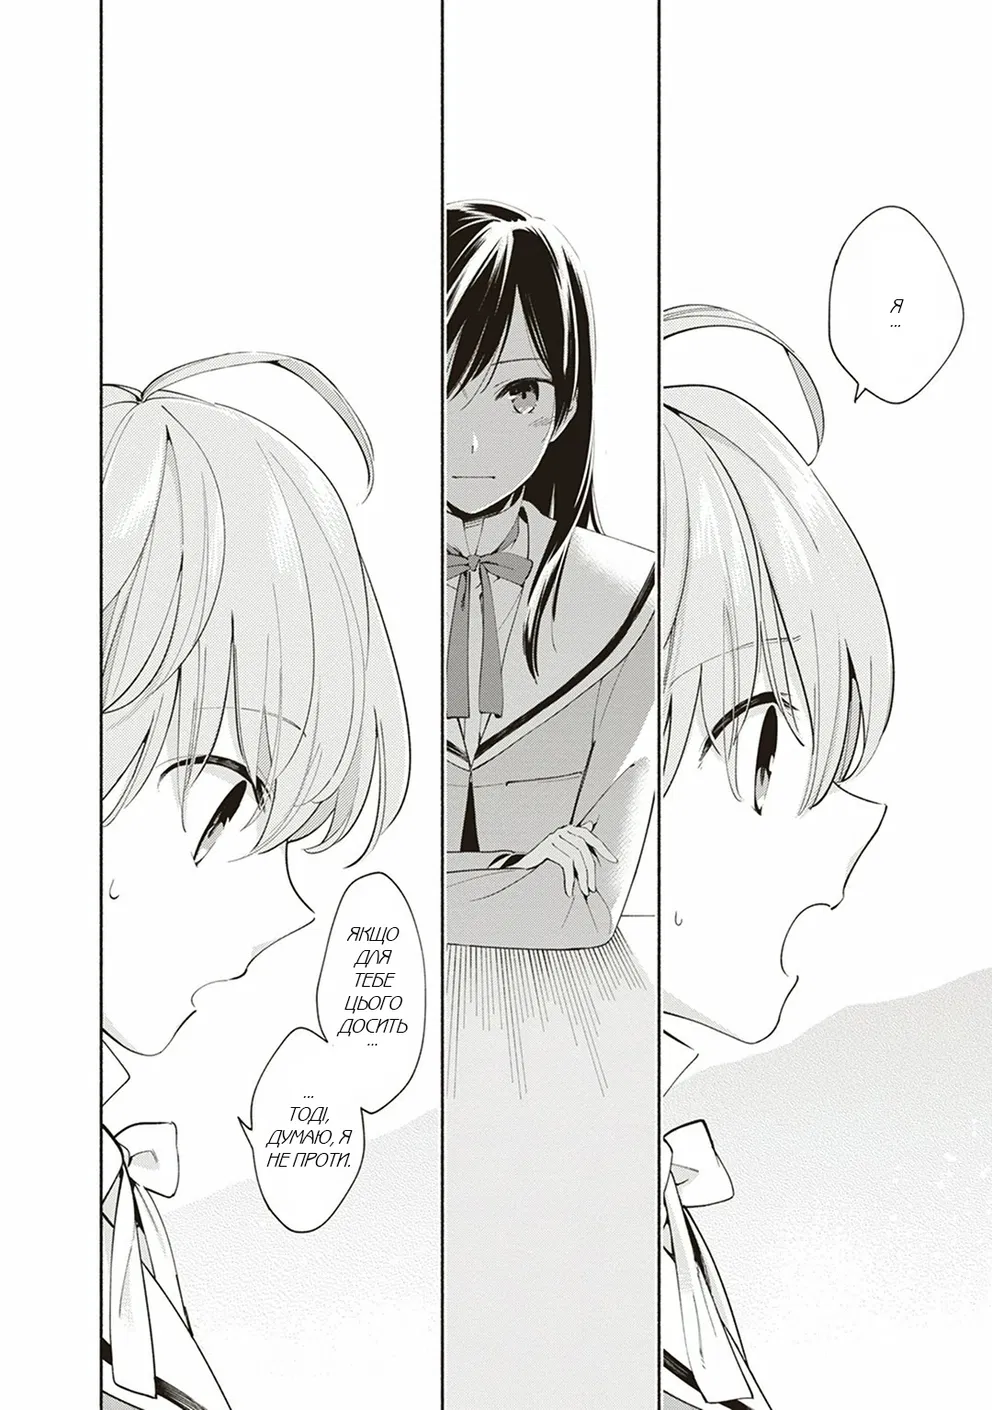 Я
...
ЯКЩО
ДЛЯ
ТЕБЕ
ЦЬОГО
ДОСИТЬ
...
...
ТОДІ,
ДУМАЮ, Я
НЕ ПРОТИ.